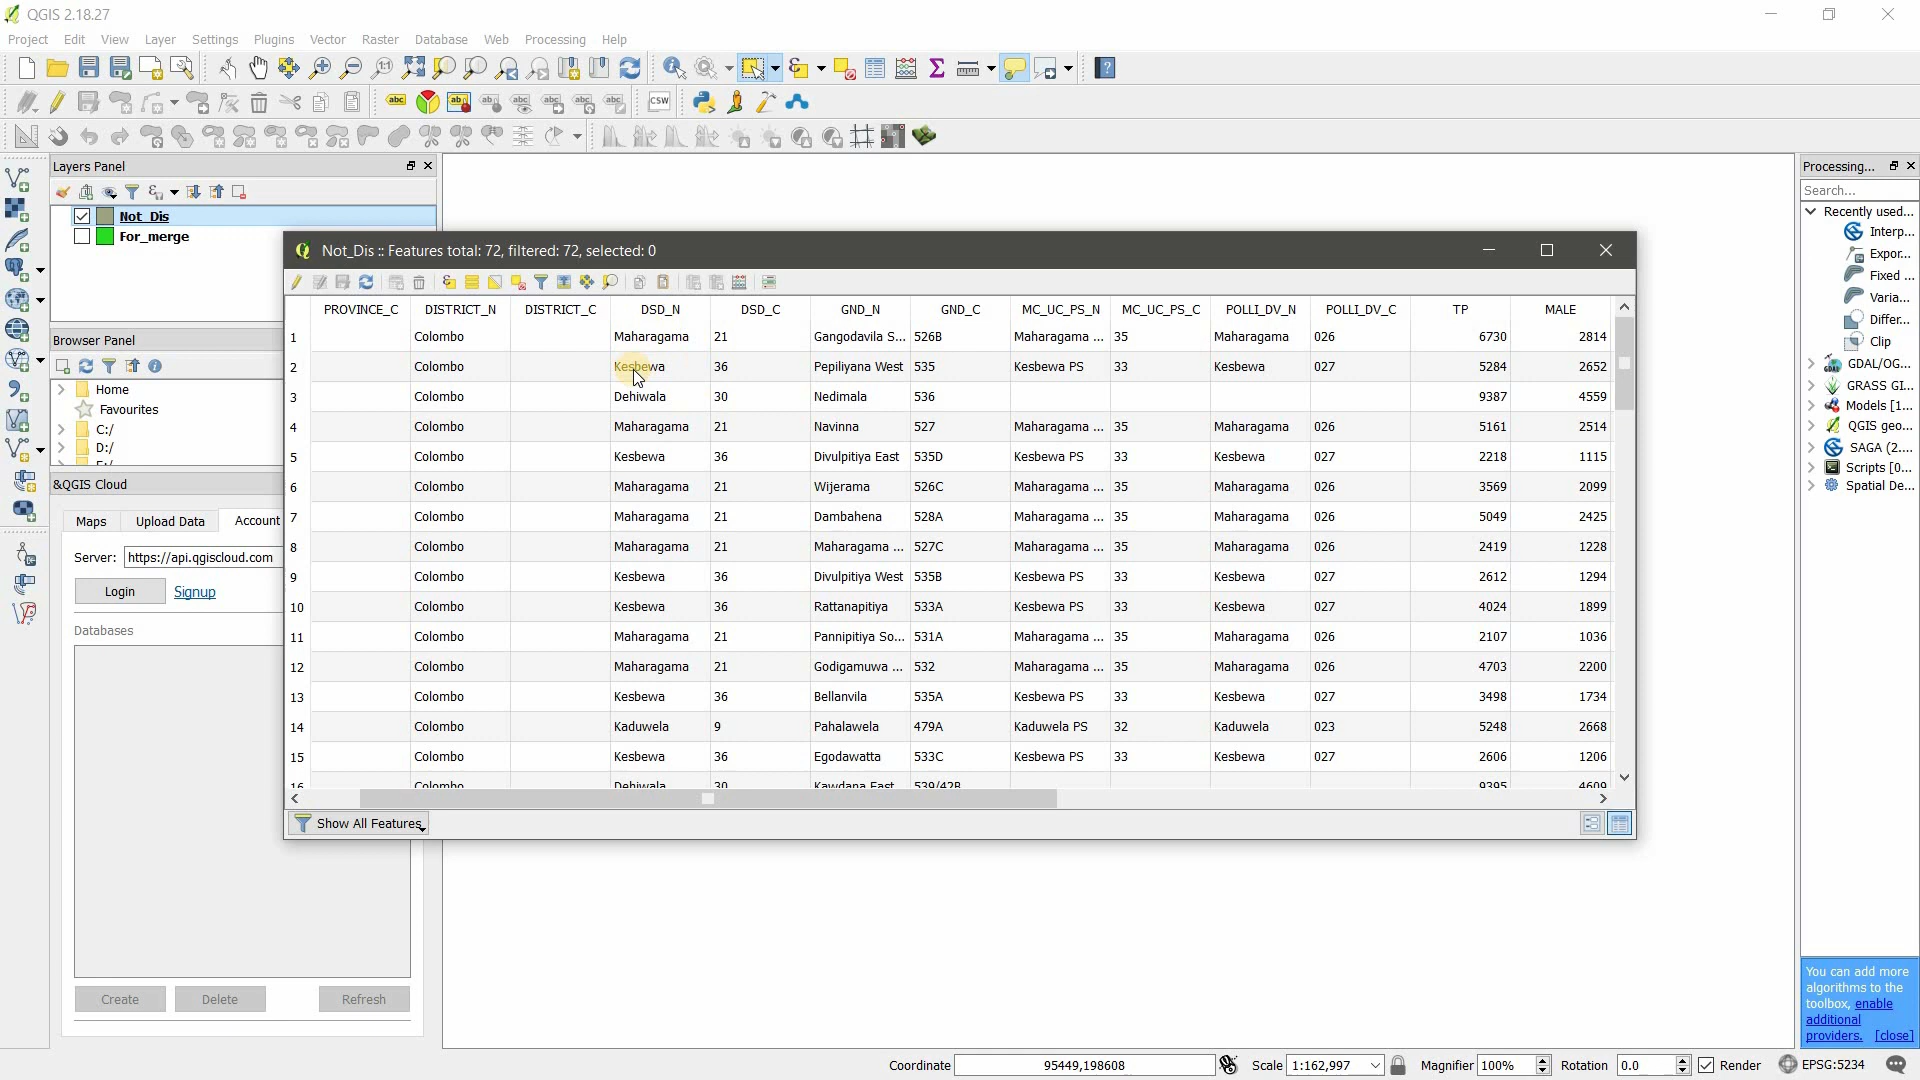 QGIS 2.18.27
Project Edit View Layer Settings Plugins Vector Raster Database Web Processing Help
Layers Panel
Not_Dis
For_merge
Browser Panel
Home
Favourites
C:/
D:/
&QGIS Cloud
Maps Upload Data Account
Server: https://api.qgiscloud.com
Login Signup
Databases
Create Delete Refresh
Not_Dis :: Features total: 72, filtered: 72, selected: 0
PROVINCE_C DISTRICT_N DISTRICT_C DSD_N DSD_C GND_N GND_C MC_UC_PS_N MC_UC_PS_C POLLI_DV_N POLLI_DV_C TP MALE
1 Colombo Maharagama 21 Gangodavila S... 526B Maharagama ... 35 Maharagama 026 6730 2814
2 Colombo Kesbewa 36 Pepiliyana West 535 Kesbewa PS 33 Kesbewa 027 5284 2652
3 Colombo Dehiwala 30 Nedimala 536 9387 4559
4 Colombo Maharagama 21 Navinna 527 Maharagama ... 35 Maharagama 026 5161 2514
5 Colombo Kesbewa 36 Divulpitiya East 535D Kesbewa PS 33 Kesbewa 027 2218 1115
6 Colombo Maharagama 21 Wijerama 526C Maharagama ... 35 Maharagama 026 3569 2099
7 Colombo Maharagama 21 Dambahena 528A Maharagama ... 35 Maharagama 026 5049 2425
8 Colombo Maharagama 21 Maharagama ... 527C Maharagama ... 35 Maharagama 026 2419 1228
9 Colombo Kesbewa 36 Divulpitiya West 535B Kesbewa PS 33 Kesbewa 027 2612 1294
10 Colombo Kesbewa 36 Rattanapitiya 533A Kesbewa PS 33 Kesbewa 027 4024 1899
11 Colombo Maharagama 21 Pannipitiya So... 531A Maharagama ... 35 Maharagama 026 2107 1036
12 Colombo Maharagama 21 Godigamuwa ... 532 Maharagama ... 35 Maharagama 026 4703 2200
13 Colombo Kesbewa 36 Bellanvila 535A Kesbewa PS 33 Kesbewa 027 3498 1734
14 Colombo Kaduwela 9 Pahalawela 479A Kaduwela PS 32 Kaduwela 023 5248 2668
15 Colombo Kesbewa 36 Egodawatta 533C Kesbewa PS 33 Kesbewa 027 2606 1206
16 Colombo Dehiwala 30 Kawdana East 539/42B 9395 4609
Show All Features
Processing...
Search...
Recently used...
Interp...
Expor...
Fixed ...
Varia...
Differ...
Clip
GDAL/OG...
GRASS GI...
Models [1...
QGIS geo...
SAGA (2....
Scripts [0...
Spatial De...
You can add more
algorithms to the
toolbox, enable
additional
providers. [close]
Coordinate 95449,198608 Scale 1:162,997 Magnifier 100% Rotation 0.0 Render EPSG:5234